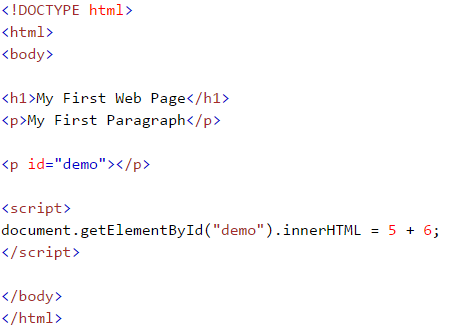 <!DOCTYPE html>
<html>
<body>

<h1>My First Web Page</h1>
<p>My First Paragraph</p>

<p id="demo"></p>

<script>
document.getElementById("demo").innerHTML = 5 + 6;
</script>

</body>
</html>